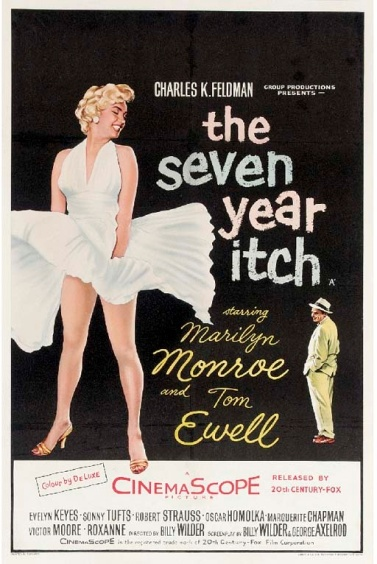 CHARLES K. FELDMAN GROUP PRODUCTIONS
PRESENTS —
the
seven
year
itch
starring
Marilyn
Monroe
and Tom
Ewell
Colour by DE LUXE
A
CINEMASCOPE
PICTURE
RELEASED BY
20th CENTURY-FOX
EVELYN KEYES · SONNY TUFTS · ROBERT STRAUSS · OSCAR HOMOLKA · MARGUERITE CHAPMAN
VICTOR MOORE · ROXANNE DIRECTED BY BILLY WILDER SCREENPLAY BY BILLY WILDER & GEORGE AXELROD
CINEMASCOPE is the registered trade mark of 20th Century-Fox Film Corporation